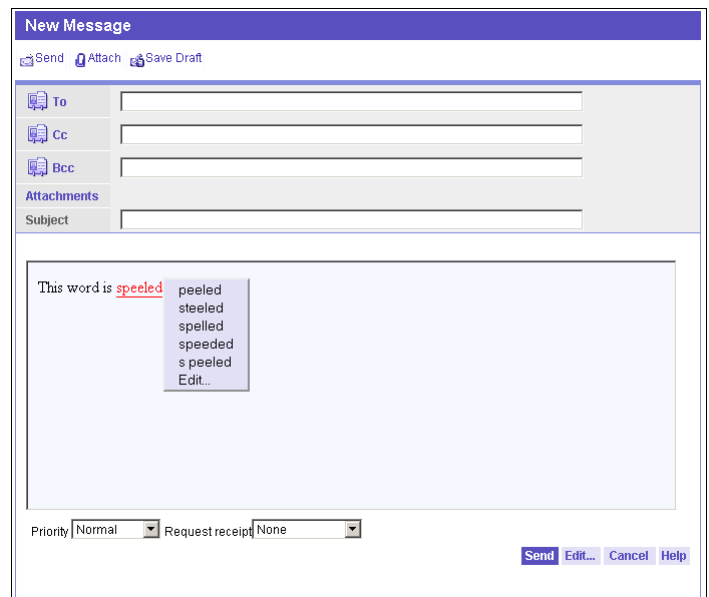 New Message
Send Attach Save Draft
To
Cc
Bcc
Attachments
Subject
This word is speeled
peeled
steeled
spelled
speeded
s peeled
Edit...
Priority Normal Request receipt None
Send Edit... Cancel Help